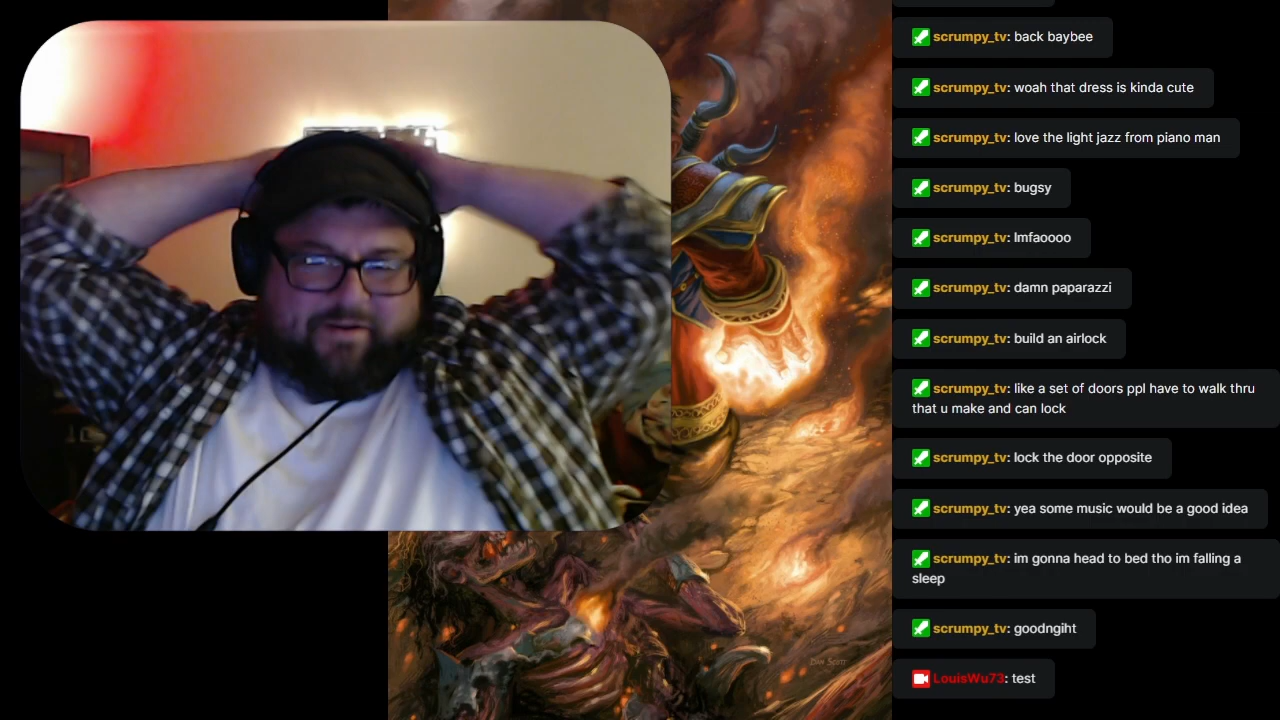 scrumpy_tv: back baybee
scrumpy_tv: woah that dress is kinda cute
scrumpy_tv: love the light jazz from piano man
scrumpy_tv: bugsy
scrumpy_tv: lmfaoooo
scrumpy_tv: damn paparazzi
scrumpy_tv: build an airlock
scrumpy_tv: like a set of doors ppl have to walk thru
that u make and can lock
scrumpy_tv: lock the door opposite
scrumpy_tv: yea some music would be a good idea
scrumpy_tv: im gonna head to bed tho im falling a
sleep
scrumpy_tv: goodngiht
LouisWu73: test
DAN SCOTT